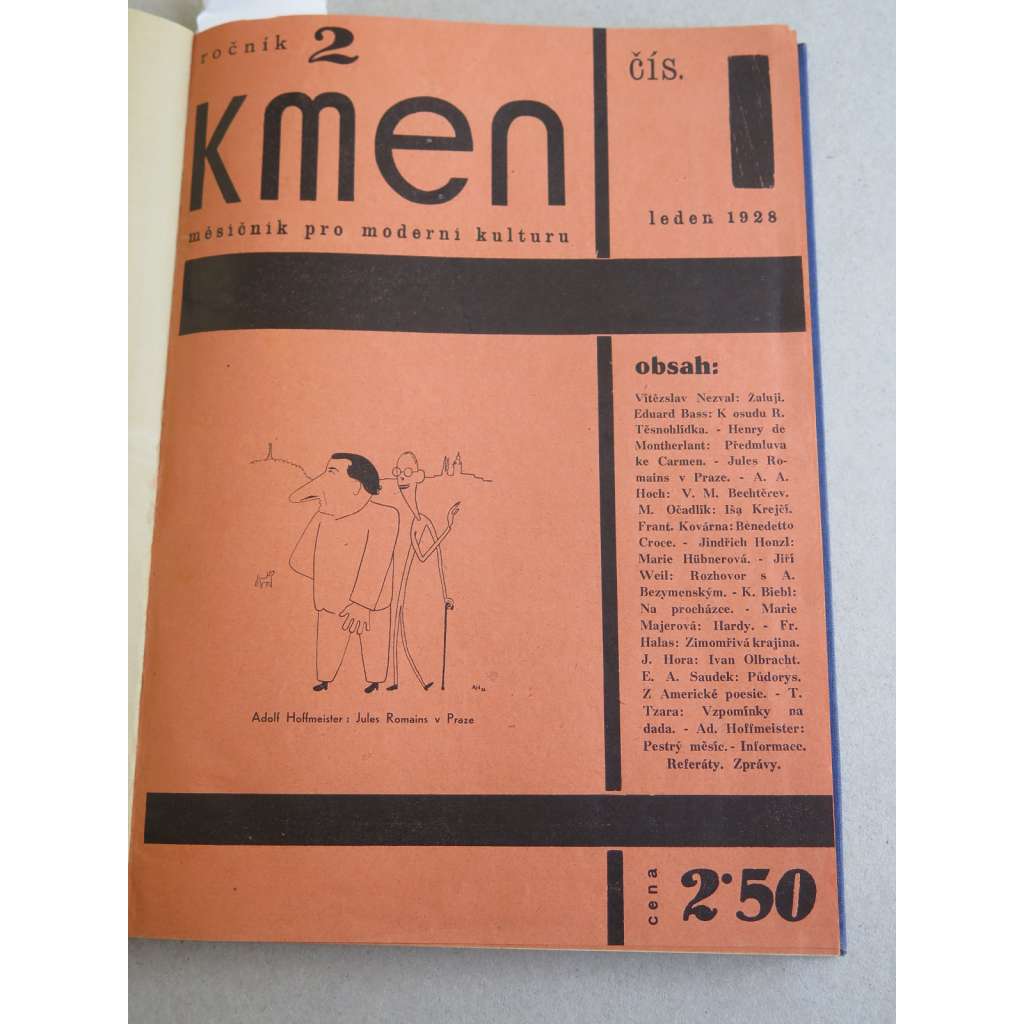 ročník 2
kmen
měsíčník pro moderní kulturu
čís. 1
leden 1928
obsah:
Vítězslav Nezval: Žaluji.
Eduard Bass: K osudu R.
Těsnohlídka. - Henry de
Montherlant: Předmluva
ke Carmen. - Jules Ro-
mains v Praze. - A. A.
Hoch: V. M. Bechtěrev.
M. Očadlík: Iša Krejčí.
Frant. Kovárna: Benedetto
Croce. - Jindřich Honzl:
Marie Hübnerová. - Jiří
Weil: Rozhovor s A.
Bezymenským. - K. Biebl:
Na procházce. - Marie
Majerová: Hardy. - Fr.
Halas: Zimomřivá krajina.
J. Hora: Ivan Olbracht.
E. A. Saudek: Půdorys.
Z Americké poesie. - T.
Tzara: Vzpomínky na
dada. - Ad. Hoffmeister:
Pestrý měsíc. - Informace.
Referáty. Zprávy.
Adolf Hoffmeister: Jules Romains v Praze
cena 2·50